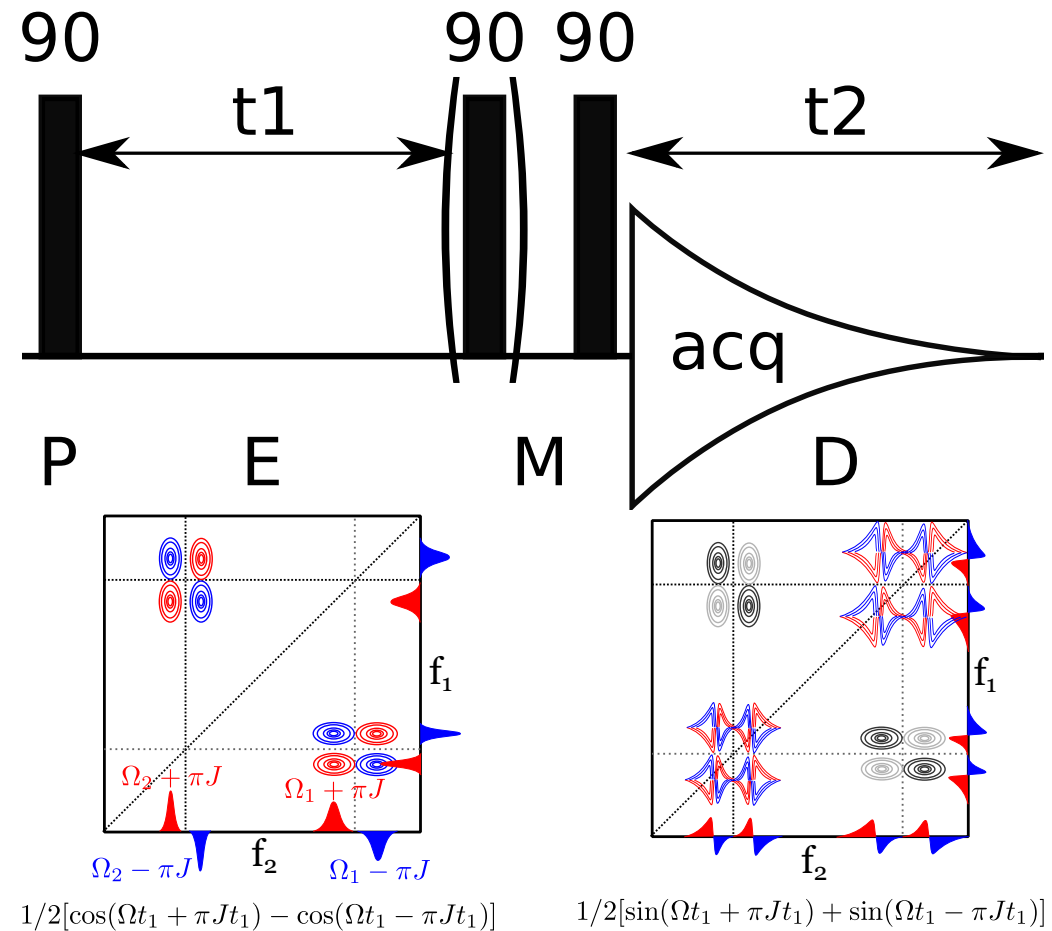 90 90 90
t1 t2
acq
P E M D
f₁ f₁
Ω₂ + πJ Ω₁ + πJ
Ω₂ − πJ f₂ Ω₁ − πJ f₂
1/2[cos(Ωt₁ + πJt₁) − cos(Ωt₁ − πJt₁)] 1/2[sin(Ωt₁ + πJt₁) + sin(Ωt₁ − πJt₁)]